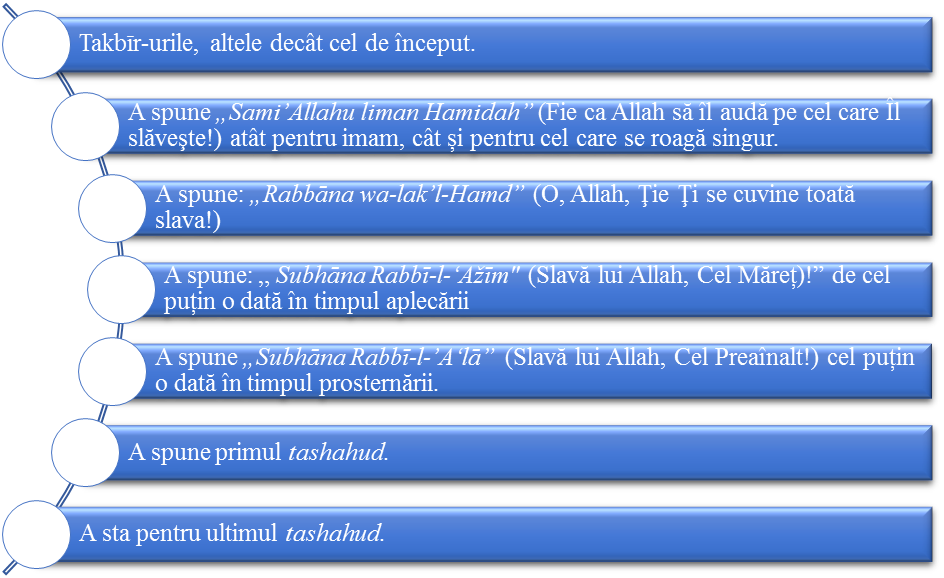 Takbīr-urile, altele decât cel de început.
A spune „Sami’Allahu liman Hamidah” (Fie ca Allah să îl audă pe cel care Îl
slăveşte!) atât pentru imam, cât și pentru cel care se roagă singur.
A spune: „Rabbāna wa-lak’l-Hamd” (O, Allah, Ţie Ţi se cuvine toată
slava!)
A spune: ,, Subhāna Rabbī-l-‘Ažīm" (Slavă lui Allah, Cel Măreț)!” de cel
puțin o dată în timpul aplecării
A spune „Subhāna Rabbī-l-’A‘lā” (Slavă lui Allah, Cel Preaînalt!) cel puțin
o dată în timpul prosternării.
A spune primul tashahud.
A sta pentru ultimul tashahud.